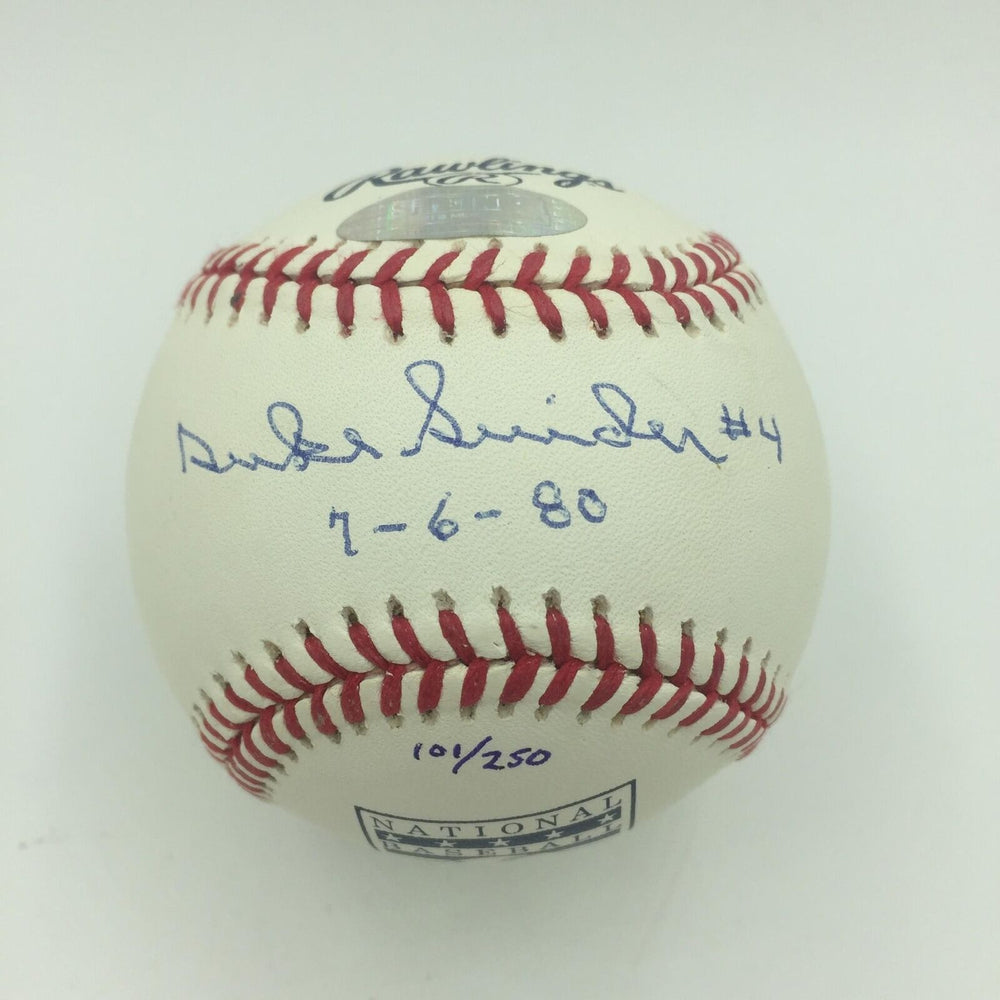 Rawlings
R
Duke Snider #4
7-6-80
101/250
NATIONAL
BASEBALL